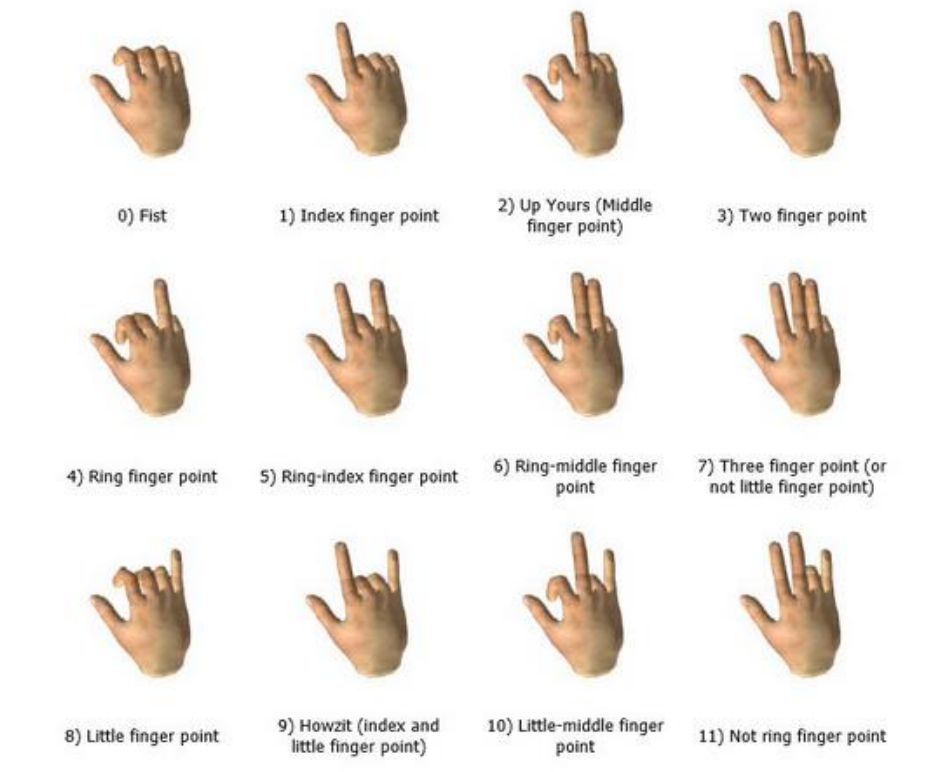 0) Fist
1) Index finger point
2) Up Yours (Middle
finger point)
3) Two finger point
4) Ring finger point
5) Ring-index finger point
6) Ring-middle finger
point
7) Three finger point (or
not little finger point)
8) Little finger point
9) Howzit (index and
little finger point)
10) Little-middle finger
point
11) Not ring finger point